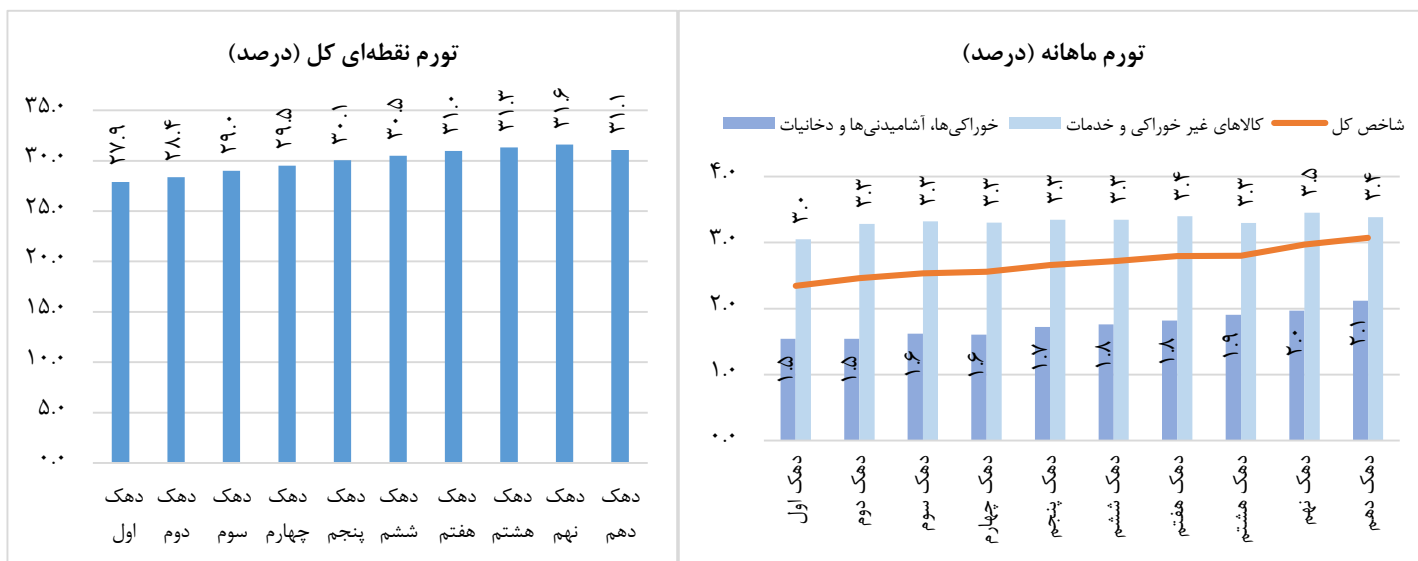 تورم ماهانه (درصد)
شاخص کل
کالاهای غیر خوراکی و خدمات
خوراکی‌ها، آشامیدنی‌ها و دخانیات
۴.۰
۳.۰
۲.۰
۱.۰
۰.۰
۳.۰
۳.۳
۳.۳
۳.۳
۳.۳
۳.۳
۳.۴
۳.۳
۳.۵
۳.۴
۱.۵
۱.۵
۱.۶
۱.۶
۱.۷
۱.۸
۱.۸
۱.۹
۲.۰
۲.۱
دهک اول
دهک دوم
دهک سوم
دهک چهارم
دهک پنجم
دهک ششم
دهک هفتم
دهک هشتم
دهک نهم
دهک دهم
تورم نقطه‌ای کل (درصد)
۳۵.۰
۳۰.۰
۲۵.۰
۲۰.۰
۱۵.۰
۱۰.۰
۵.۰
۰.۰
۲۷.۹
۲۸.۴
۲۹.۰
۲۹.۵
۳۰.۱
۳۰.۵
۳۱.۰
۳۱.۳
۳۱.۶
۳۱.۱
دهک اول
دهک دوم
دهک سوم
دهک چهارم
دهک پنجم
دهک ششم
دهک هفتم
دهک هشتم
دهک نهم
دهک دهم